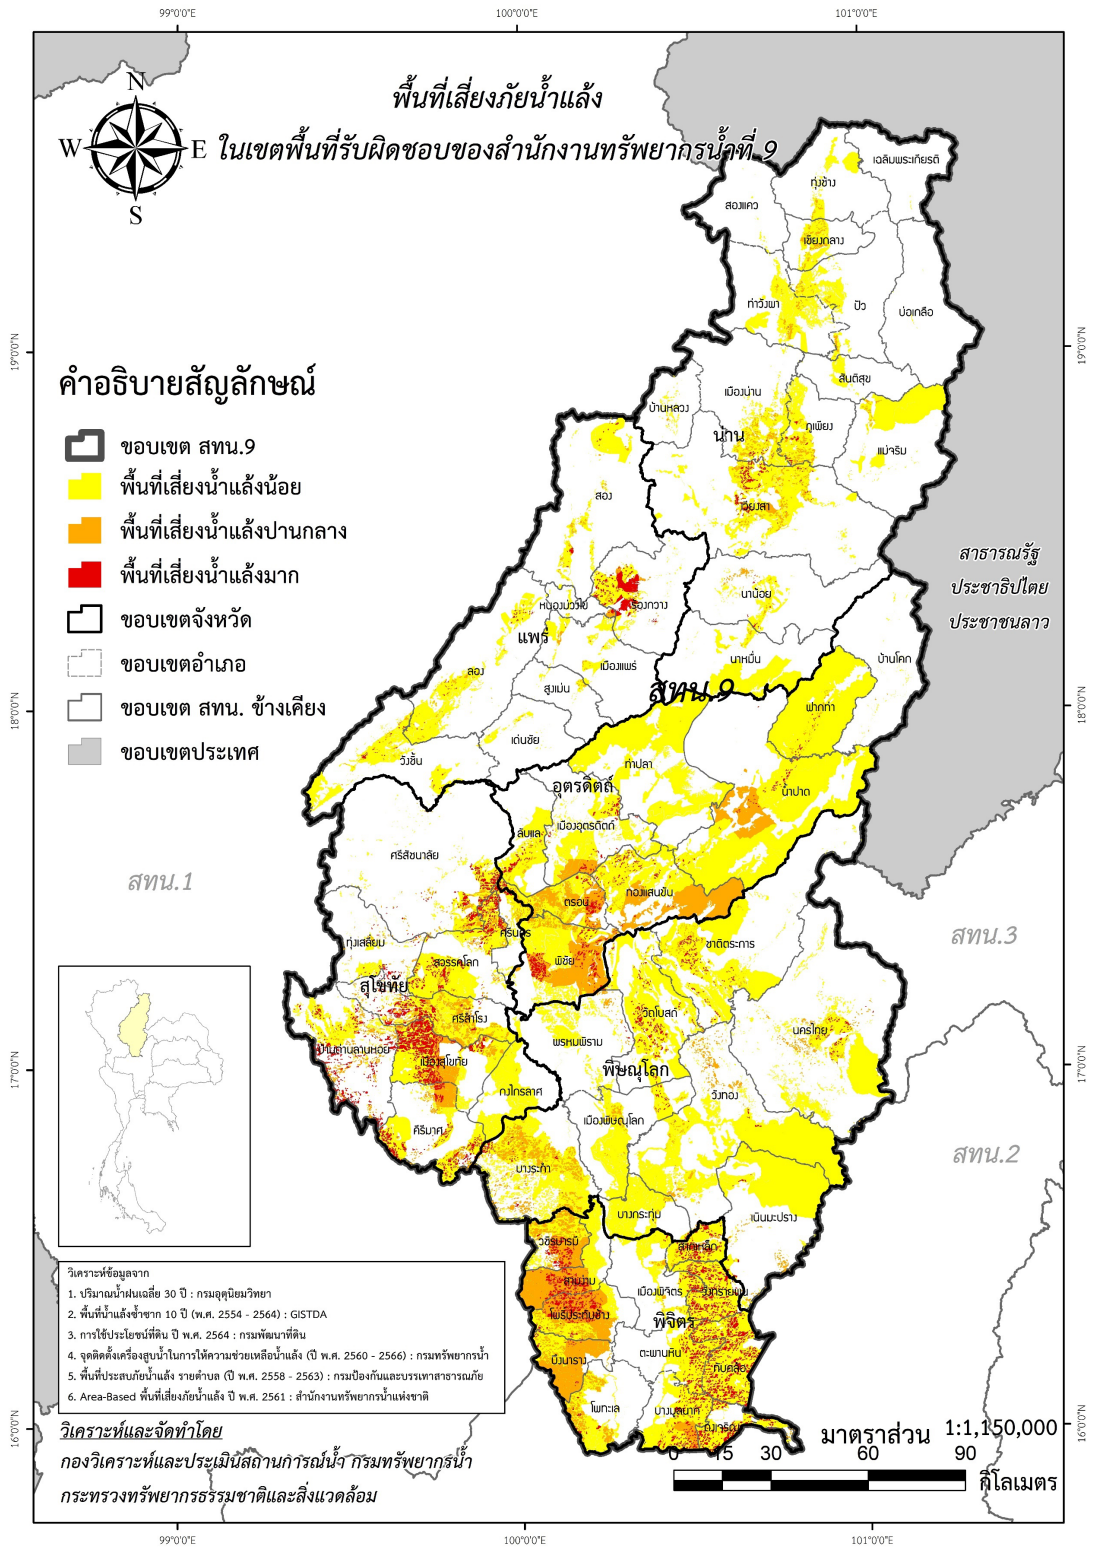 99°0'0"E 100°0'0"E 101°0'0"E
พื้นที่เสี่ยงภัยน้ำแล้ง
ในเขตพื้นที่รับผิดชอบของสำนักงานทรัพยากรน้ำที่ 9
N
W E
S
เฉลิมพระเกียรติ
ทุ่งช้าง
สองแคว
เชียงกลาง
ท่าวังผา
ปัว
บ่อเกลือ
19°0'0"N
19°0'0"N
สันติสุข
เมืองน่าน
บ้านหลวง
ภูเพียง
น่าน
แม่จริม
สอง
เวียงสา
คำอธิบายสัญลักษณ์
ขอบเขต สทน.9
พื้นที่เสี่ยงน้ำแล้งน้อย
พื้นที่เสี่ยงน้ำแล้งปานกลาง
พื้นที่เสี่ยงน้ำแล้งมาก
ขอบเขตจังหวัด
ขอบเขตอำเภอ
ขอบเขต สทน. ข้างเคียง
ขอบเขตประเทศ
สาธารณรัฐ
ประชาธิปไตย
ประชาชนลาว
นาน้อย
หนองม่วงไข่
ร้องกวาง
แพร่
เมืองแพร่
นาหมื่น
บ้านโคก
ลอง
สูงเม่น
สทน.9
ฟากท่า
18°0'0"N
18°0'0"N
เด่นชัย
วังชิ้น
ท่าปลา
อุตรดิตถ์
น้ำปาด
เมืองอุตรดิตถ์
ลับแล
ศรีสัชนาลัย
สทน.1
ทองแสนขัน
ตรอน
ศรีนคร
ทุ่งเสลี่ยม
ชาติตระการ
สทน.3
พิชัย
สวรรคโลก
สุโขทัย
ศรีสำโรง
วัดโบสถ์
นครไทย
พรหมพิราม
บ้านด่านลานหอย
เมืองสุโขทัย
พิษณุโลก
17°0'0"N
17°0'0"N
กงไกรลาศ
วังทอง
คีรีมาศ
เมืองพิษณุโลก
สทน.2
บางระกำ
บางกระทุ่ม
เนินมะปราง
วชิรบารมี
สากเหล็ก
สามง่าม
เมืองพิจิตร
วังทรายพูน
โพธิ์ประทับช้าง
พิจิตร
ตะพานหิน
บึงนาราง
ทับคล้อ
โพทะเล
บางมูลนาก
ดงเจริญ
วิเคราะห์ข้อมูลจาก
1. ปริมาณน้ำฝนเฉลี่ย 30 ปี : กรมอุตุนิยมวิทยา
2. พื้นที่น้ำแล้งซ้ำซาก 10 ปี (พ.ศ. 2554 - 2564) : GISTDA
3. การใช้ประโยชน์ที่ดิน ปี พ.ศ. 2564 : กรมพัฒนาที่ดิน
4. จุดติดตั้งเครื่องสูบน้ำในการให้ความช่วยเหลือน้ำแล้ง (ปี พ.ศ. 2560 - 2566) : กรมทรัพยากรน้ำ
5. พื้นที่ประสบภัยน้ำแล้ง รายตำบล (ปี พ.ศ. 2558 - 2563) : กรมป้องกันและบรรเทาสาธารณภัย
6. Area-Based พื้นที่เสี่ยงภัยน้ำแล้ง ปี พ.ศ. 2561 : สำนักงานทรัพยากรน้ำแห่งชาติ
16°0'0"N
16°0'0"N
วิเคราะห์และจัดทำโดย
กองวิเคราะห์และประเมินสถานการณ์น้ำ กรมทรัพยากรน้ำ
กระทรวงทรัพยากรธรรมชาติและสิ่งแวดล้อม
มาตราส่วน 1:1,150,000
0 15 30 60 90
กิโลเมตร
99°0'0"E 100°0'0"E 101°0'0"E